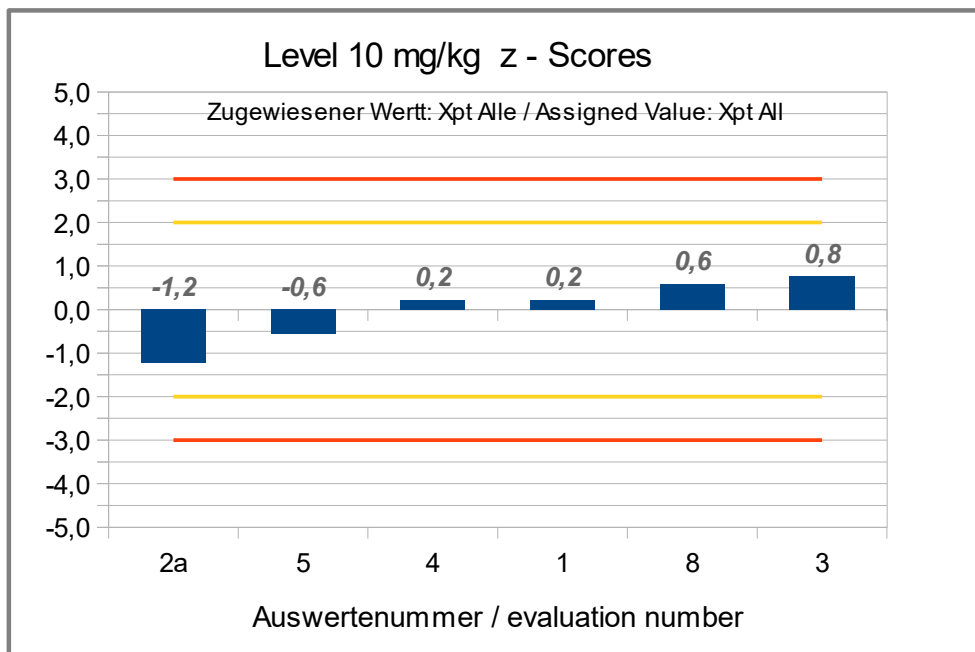 Level 10 mg/kg z - Scores
Zugewiesener Wertt: Xpt Alle / Assigned Value: Xpt All
5,0
4,0
3,0
2,0
1,0
0,0
-1,0
-2,0
-3,0
-4,0
-5,0
-1,2 -0,6 0,2 0,2 0,6 0,8
2a 5 4 1 8 3
Auswertenummer / evaluation number